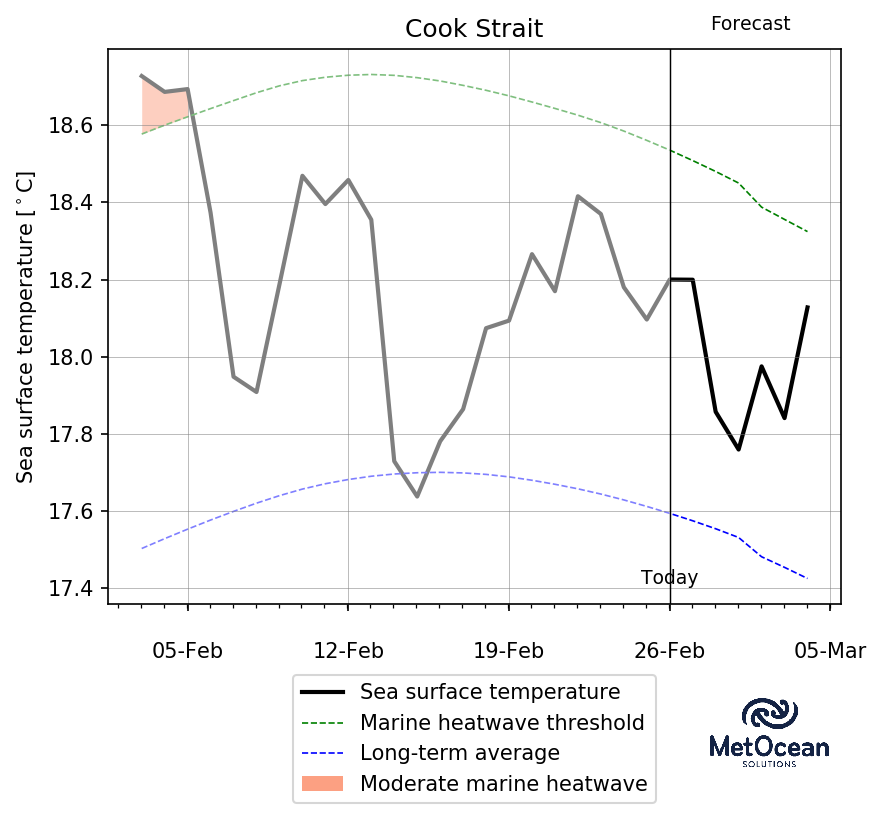 Cook Strait
Forecast
Sea surface temperature [°C]
18.6
18.4
18.2
18.0
17.8
17.6
17.4
Today
05-Feb
12-Feb
19-Feb
26-Feb
05-Mar
Sea surface temperature
Marine heatwave threshold
Long-term average
Moderate marine heatwave
MetOcean
SOLUTIONS